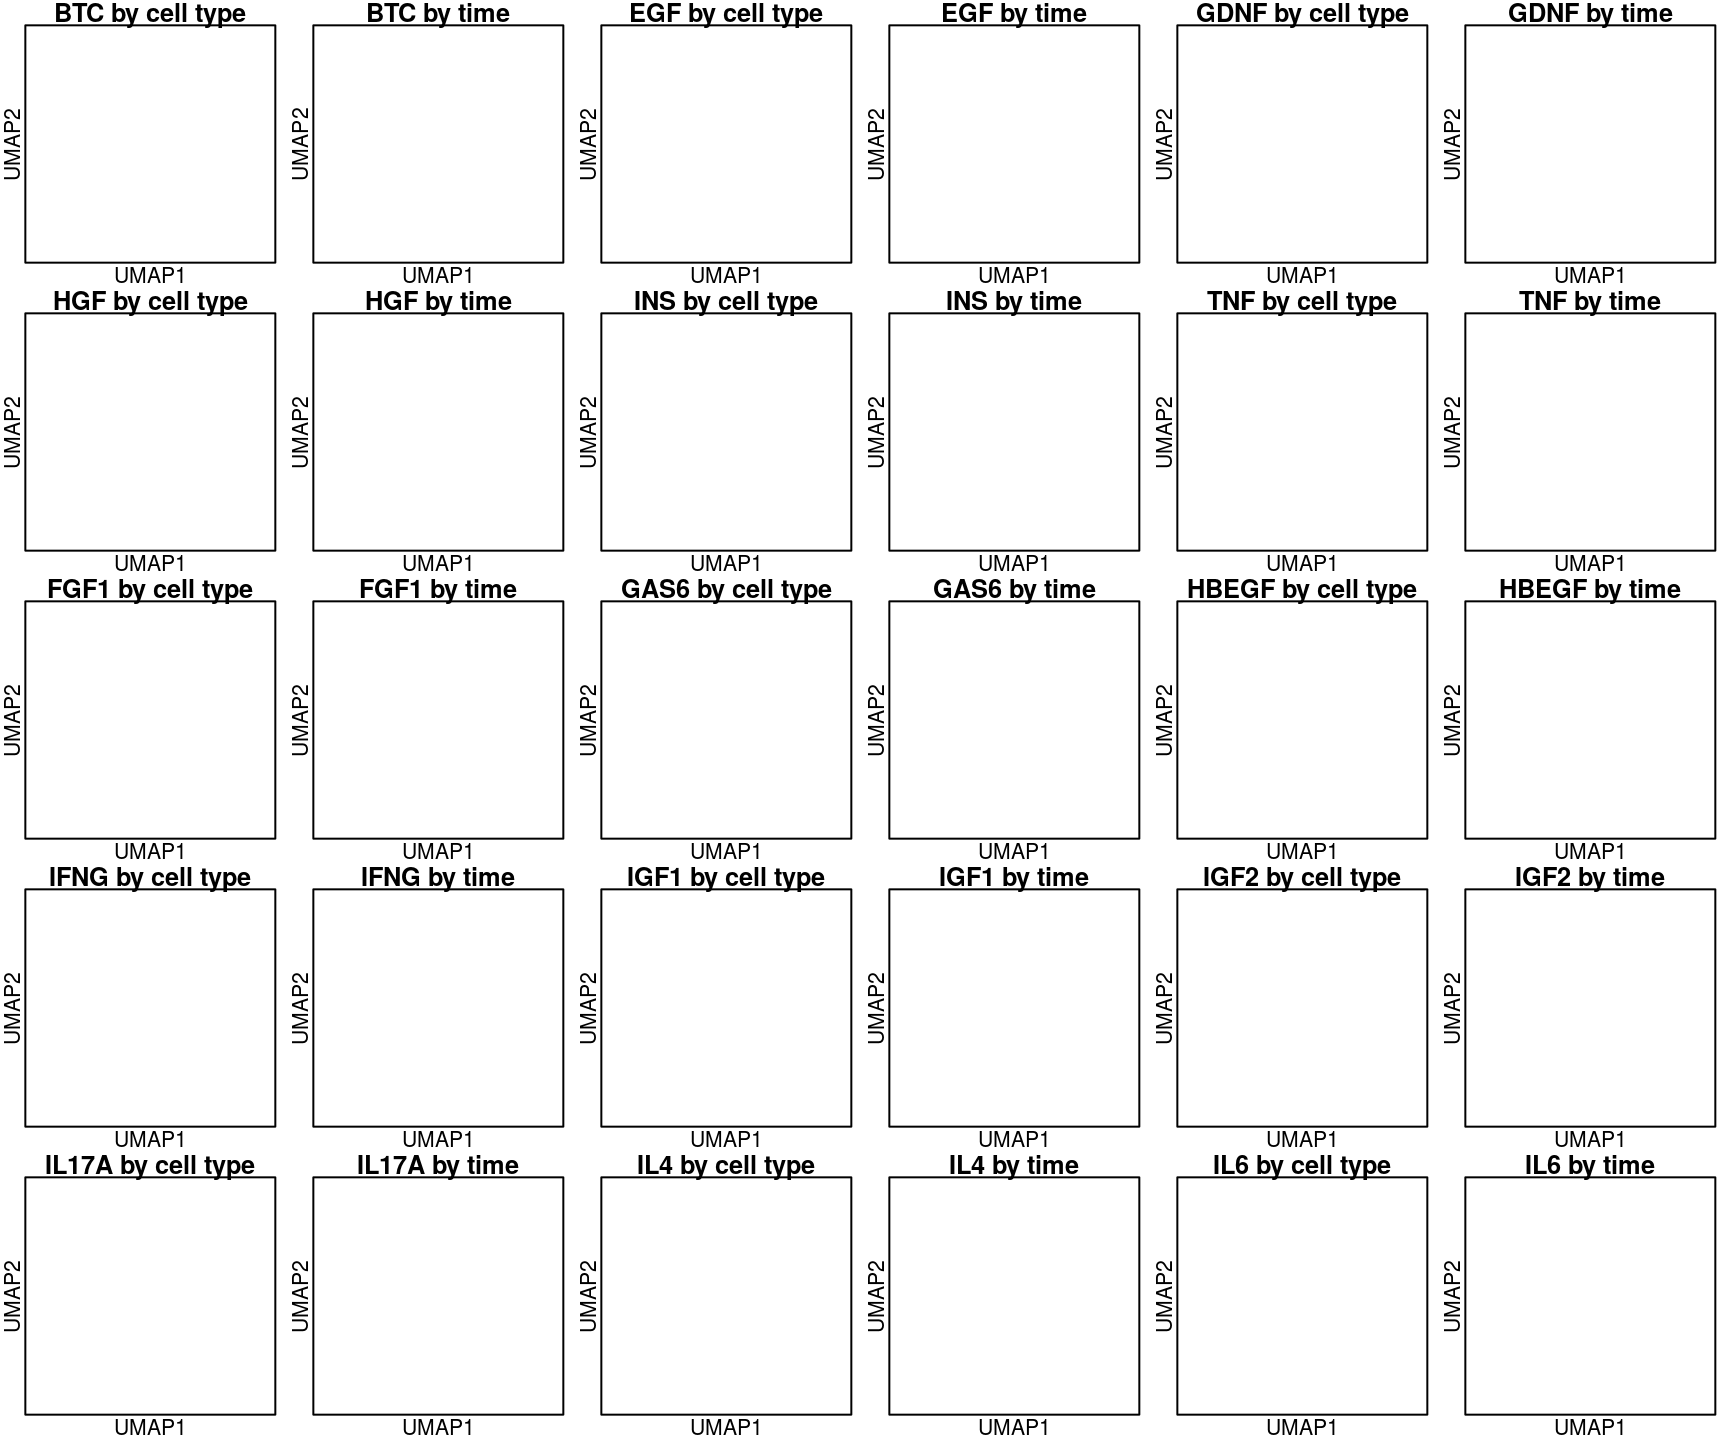 BTC by cell type BTC by time EGF by cell type EGF by time GDNF by cell type GDNF by time
UMAP2 UMAP2 UMAP2 UMAP2 UMAP2 UMAP2
UMAP1 UMAP1 UMAP1 UMAP1 UMAP1 UMAP1
HGF by cell type HGF by time INS by cell type INS by time TNF by cell type TNF by time
UMAP2 UMAP2 UMAP2 UMAP2 UMAP2 UMAP2
UMAP1 UMAP1 UMAP1 UMAP1 UMAP1 UMAP1
FGF1 by cell type FGF1 by time GAS6 by cell type GAS6 by time HBEGF by cell type HBEGF by time
UMAP2 UMAP2 UMAP2 UMAP2 UMAP2 UMAP2
UMAP1 UMAP1 UMAP1 UMAP1 UMAP1 UMAP1
IFNG by cell type IFNG by time IGF1 by cell type IGF1 by time IGF2 by cell type IGF2 by time
UMAP2 UMAP2 UMAP2 UMAP2 UMAP2 UMAP2
UMAP1 UMAP1 UMAP1 UMAP1 UMAP1 UMAP1
IL17A by cell type IL17A by time IL4 by cell type IL4 by time IL6 by cell type IL6 by time
UMAP2 UMAP2 UMAP2 UMAP2 UMAP2 UMAP2
UMAP1 UMAP1 UMAP1 UMAP1 UMAP1 UMAP1